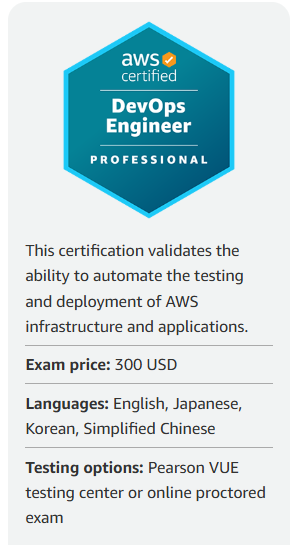 aws
certified
DevOps
Engineer
PROFESSIONAL
This certification validates the
ability to automate the testing
and deployment of AWS
infrastructure and applications.
Exam price: 300 USD
Languages: English, Japanese,
Korean, Simplified Chinese
Testing options: Pearson VUE
testing center or online proctored
exam